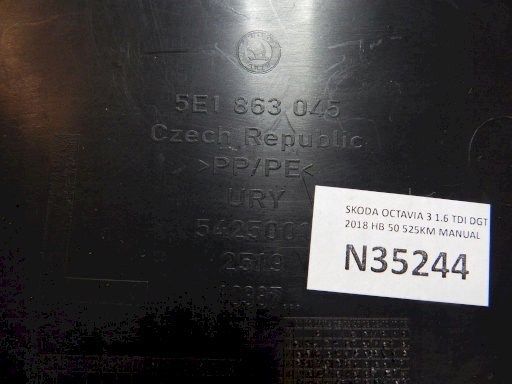 5E1 863 045
Czech Republic
>PP/PE<
URY
2519
SKODA OCTAVIA 3 1.6 TDI DGT
2018 HB 50 525KM MANUAL
N35244